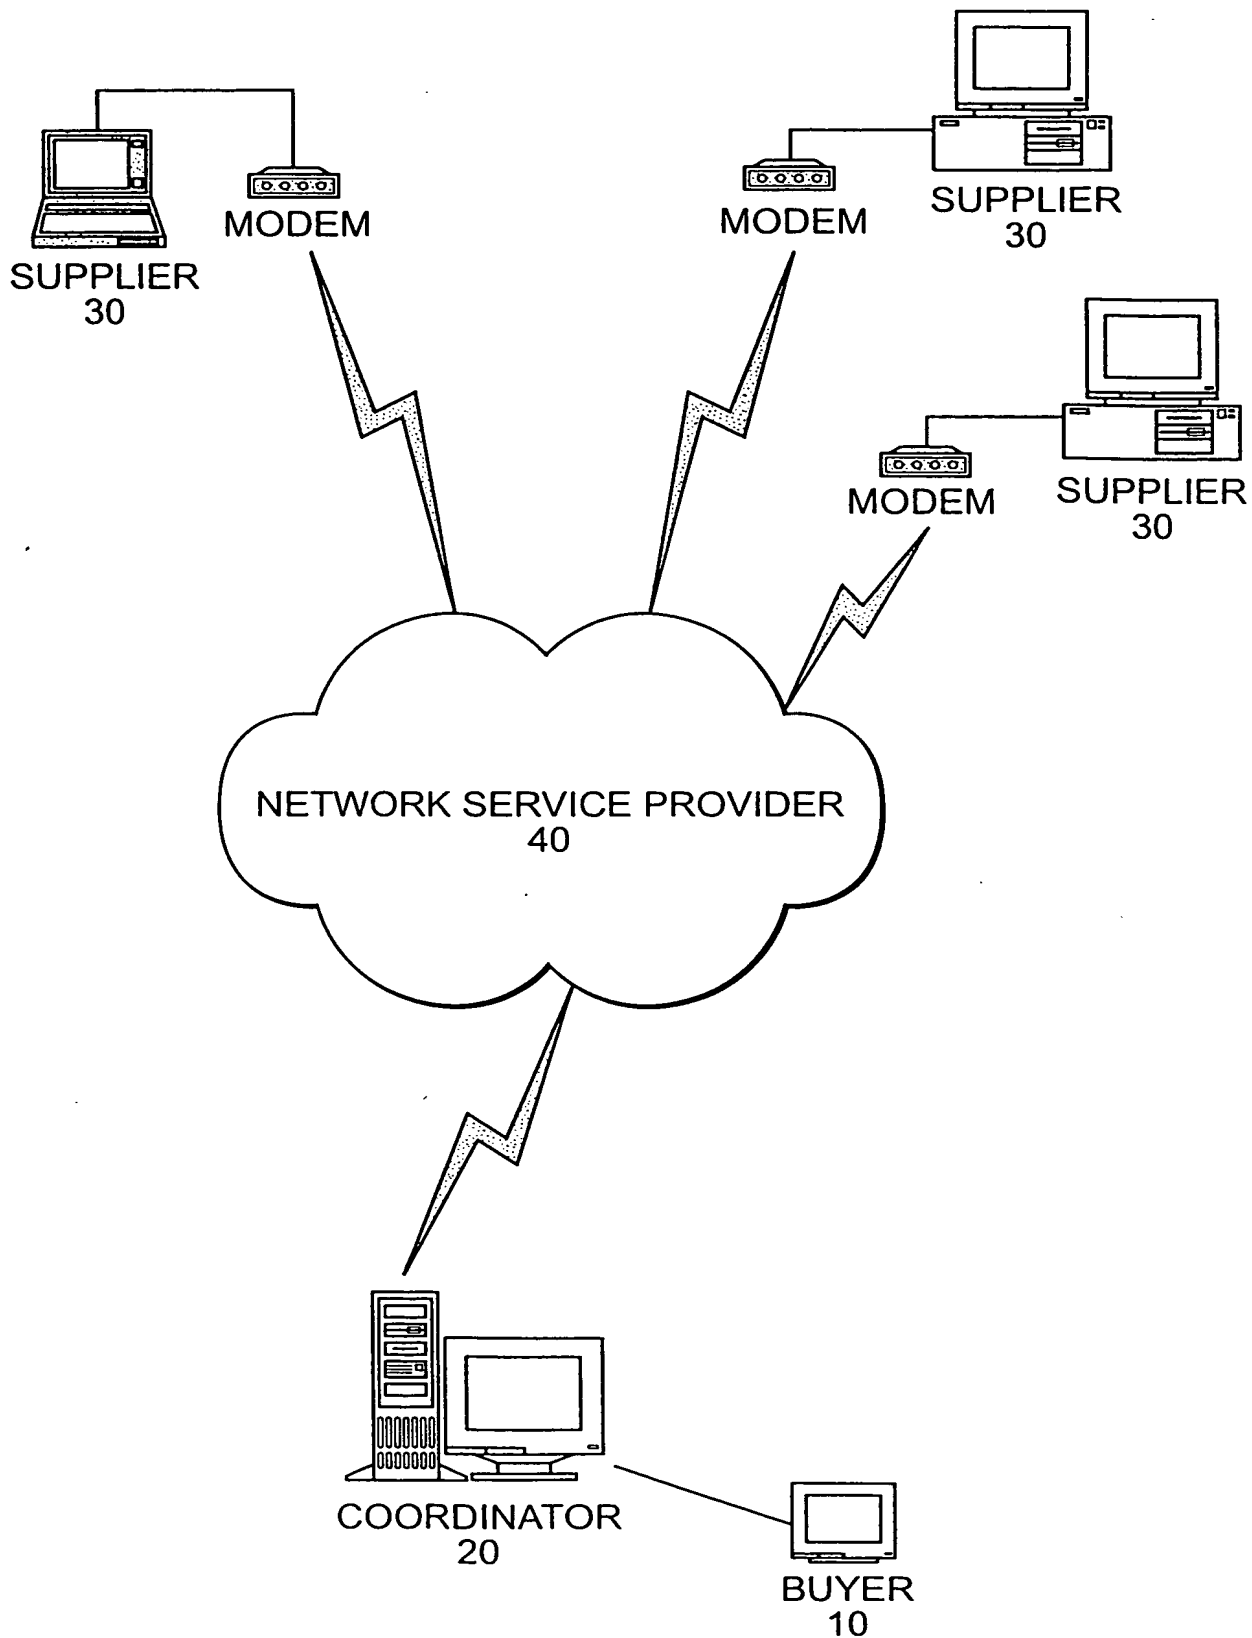 SUPPLIER
30
MODEM
MODEM
SUPPLIER
30
MODEM
SUPPLIER
30
NETWORK SERVICE PROVIDER
40
COORDINATOR
20
BUYER
10